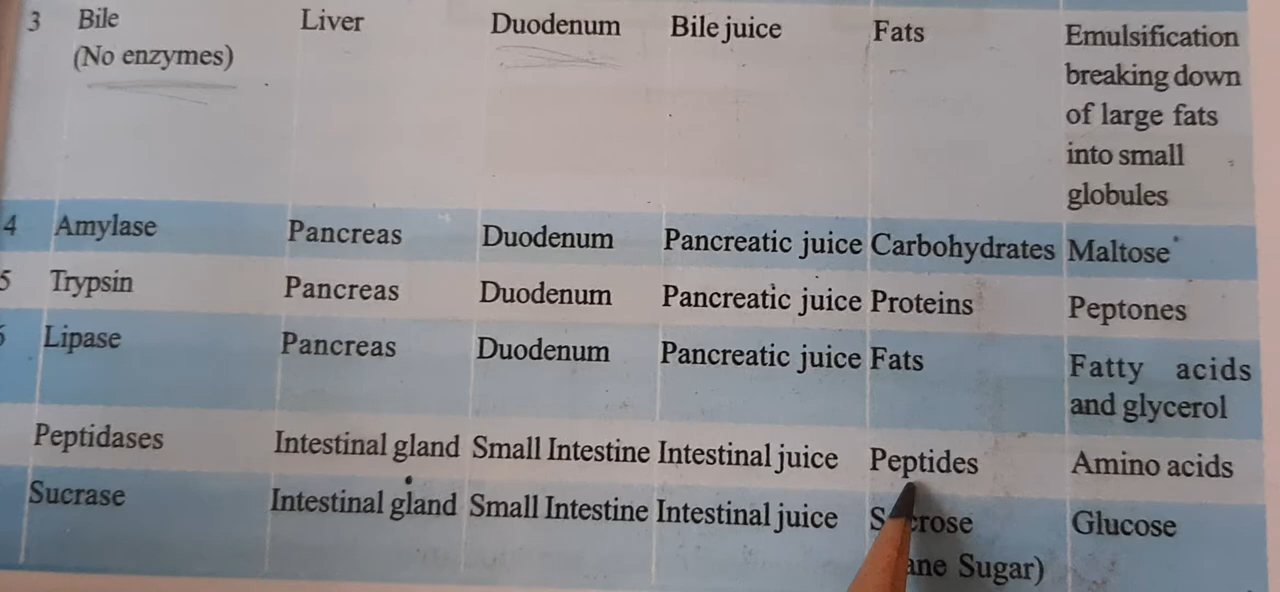 3 Bile Liver Duodenum Bile juice Fats Emulsification
(No enzymes) breaking down
of large fats
into small
globules
4 Amylase Pancreas Duodenum Pancreatic juice Carbohydrates Maltose
5 Trypsin Pancreas Duodenum Pancreatic juice Proteins Peptones
Lipase Pancreas Duodenum Pancreatic juice Fats Fatty acids
and glycerol
Peptidases Intestinal gland Small Intestine Intestinal juice Peptides Amino acids
Sucrase Intestinal gland Small Intestine Intestinal juice Glucose
Sugar)